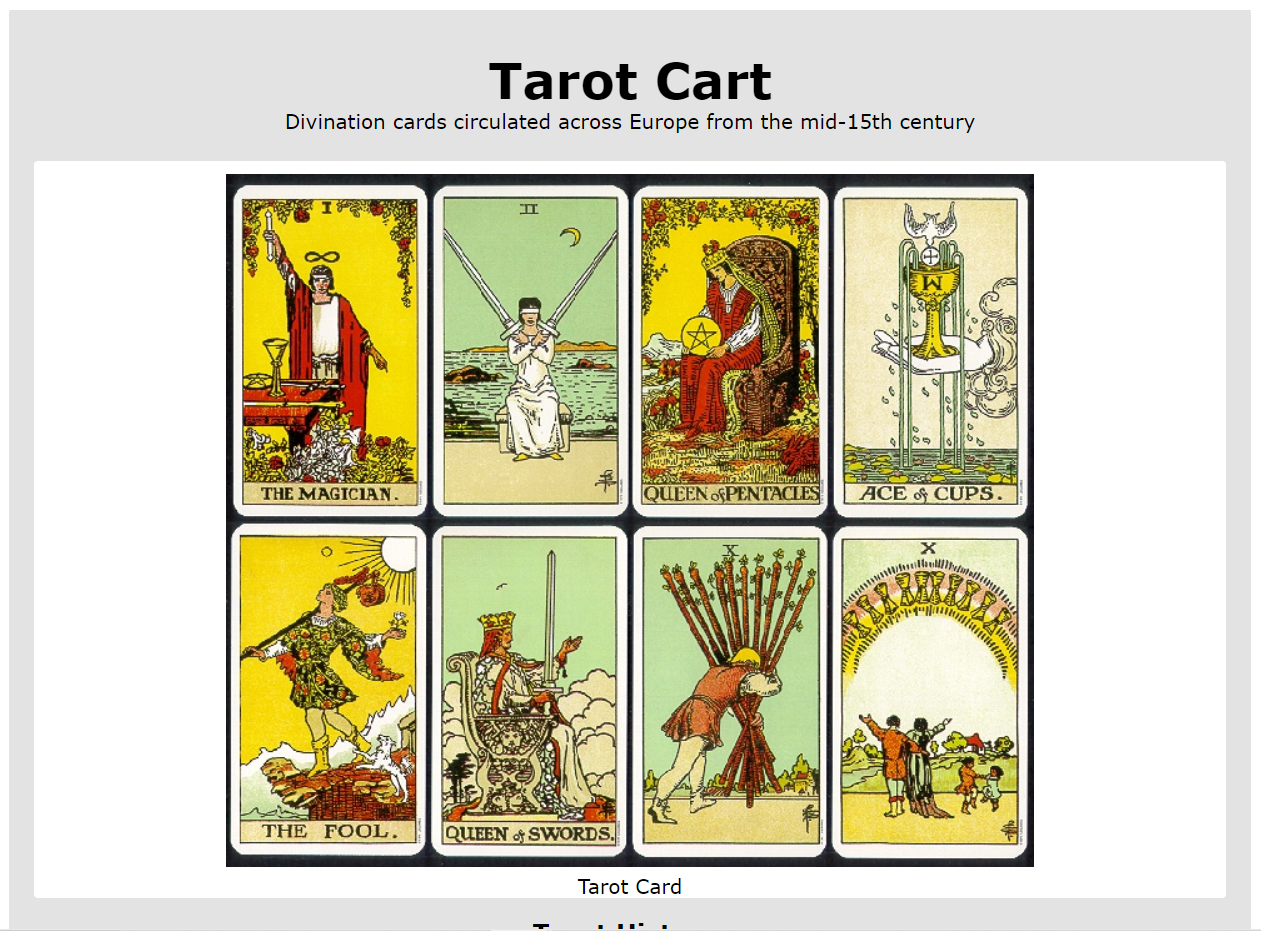 Tarot Cart
Divination cards circulated across Europe from the mid-15th century
I
II
THE MAGICIAN.
QUEEN of PENTACLES
ACE of CUPS.
X
X
THE FOOL.
QUEEN of SWORDS.
Tarot Card